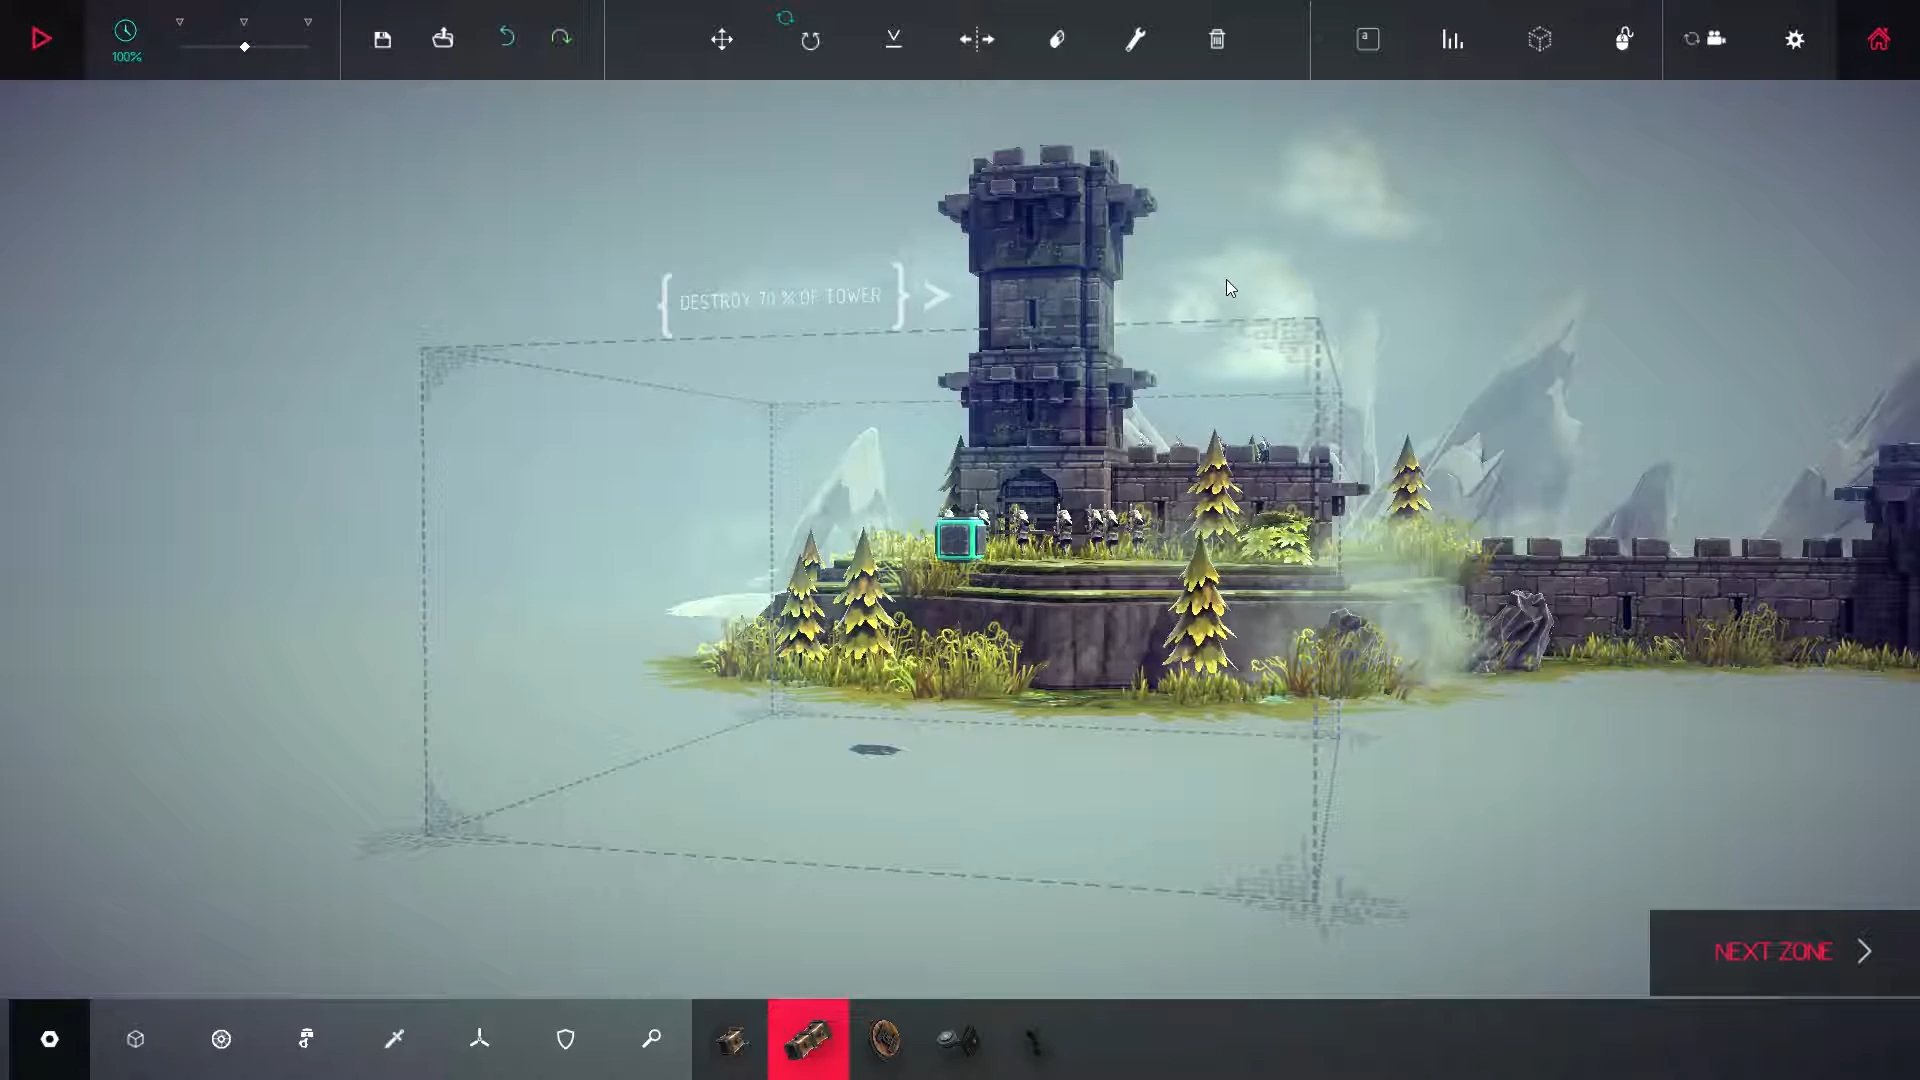 100%
a
{ DESTROY 70 % OF TOWER } >
NEXT ZONE >